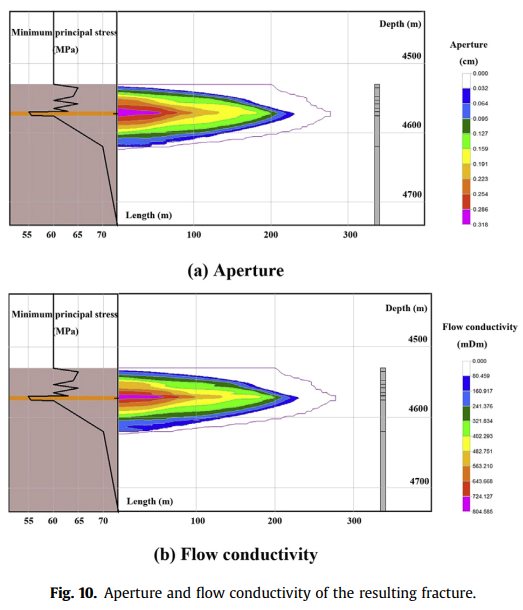 Depth (m)
Minimum principal stress
(MPa)
4500
4600
4700
Length (m)
55 60 65 70 100 200 300
Aperture
(cm)
0.000
0.032
0.064
0.095
0.127
0.159
0.191
0.223
0.254
0.286
0.318
(a) Aperture
Depth (m)
Minimum principal stress
(MPa)
4500
4600
4700
Length (m)
55 60 65 70 100 200 300
Flow conductivity
(mDm)
0.000
80.459
160.917
241.376
321.834
402.293
482.751
563.210
643.668
724.127
804.585
(b) Flow conductivity
Fig. 10. Aperture and flow conductivity of the resulting fracture.